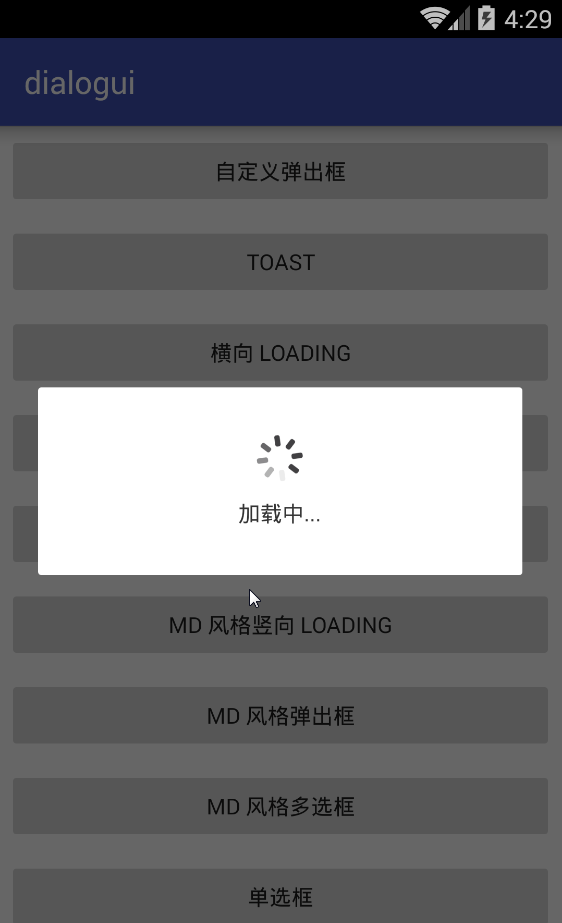 4:29
dialogui
自定义弹出框
TOAST
横向 LOADING
加载中...
MD 风格竖向 LOADING
MD 风格弹出框
MD 风格多选框
单选框